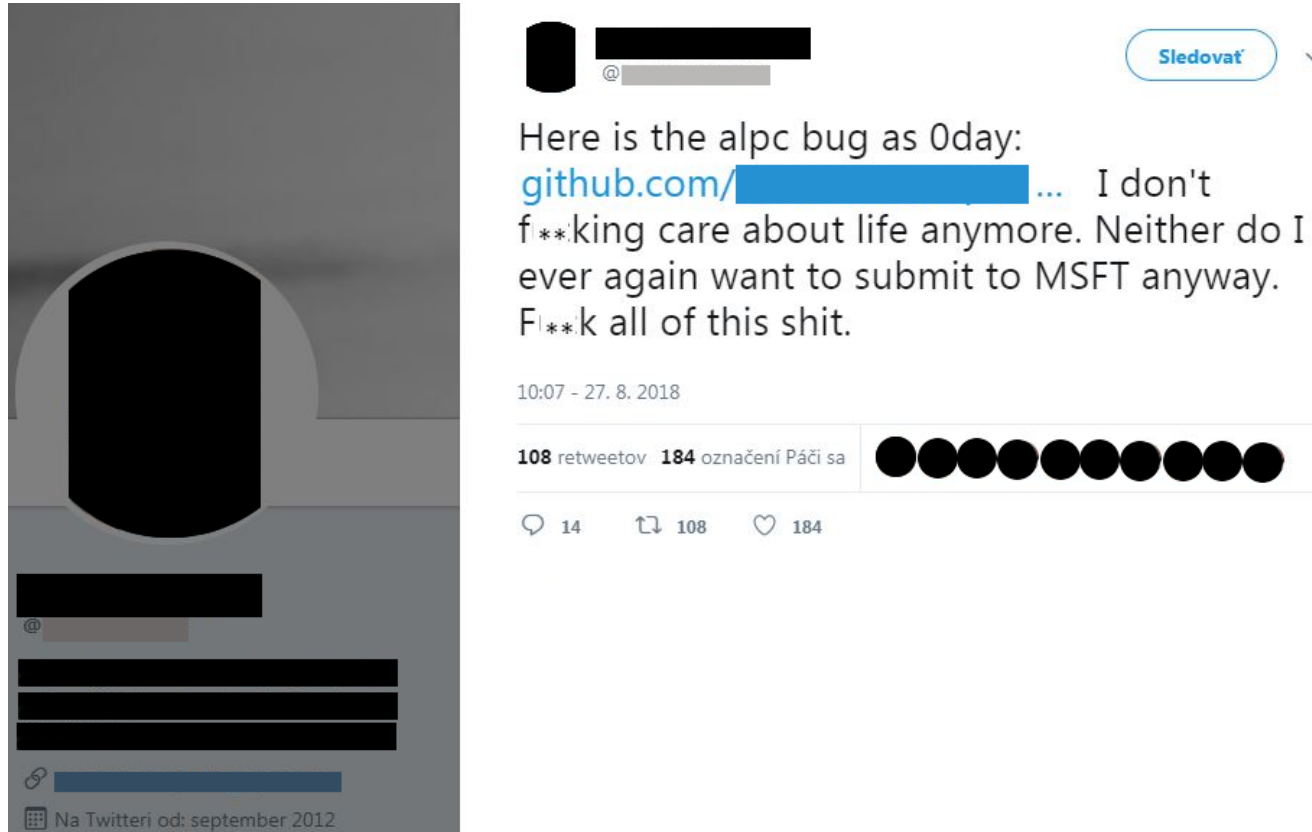 @
Sledovať
Here is the alpc bug as 0day:
github.com/ ... I don't
f**king care about life anymore. Neither do I
ever again want to submit to MSFT anyway.
F**k all of this shit.
10:07 - 27. 8. 2018
108 retweetov 184 označení Páči sa
14 108 184
@
Na Twitteri od: september 2012